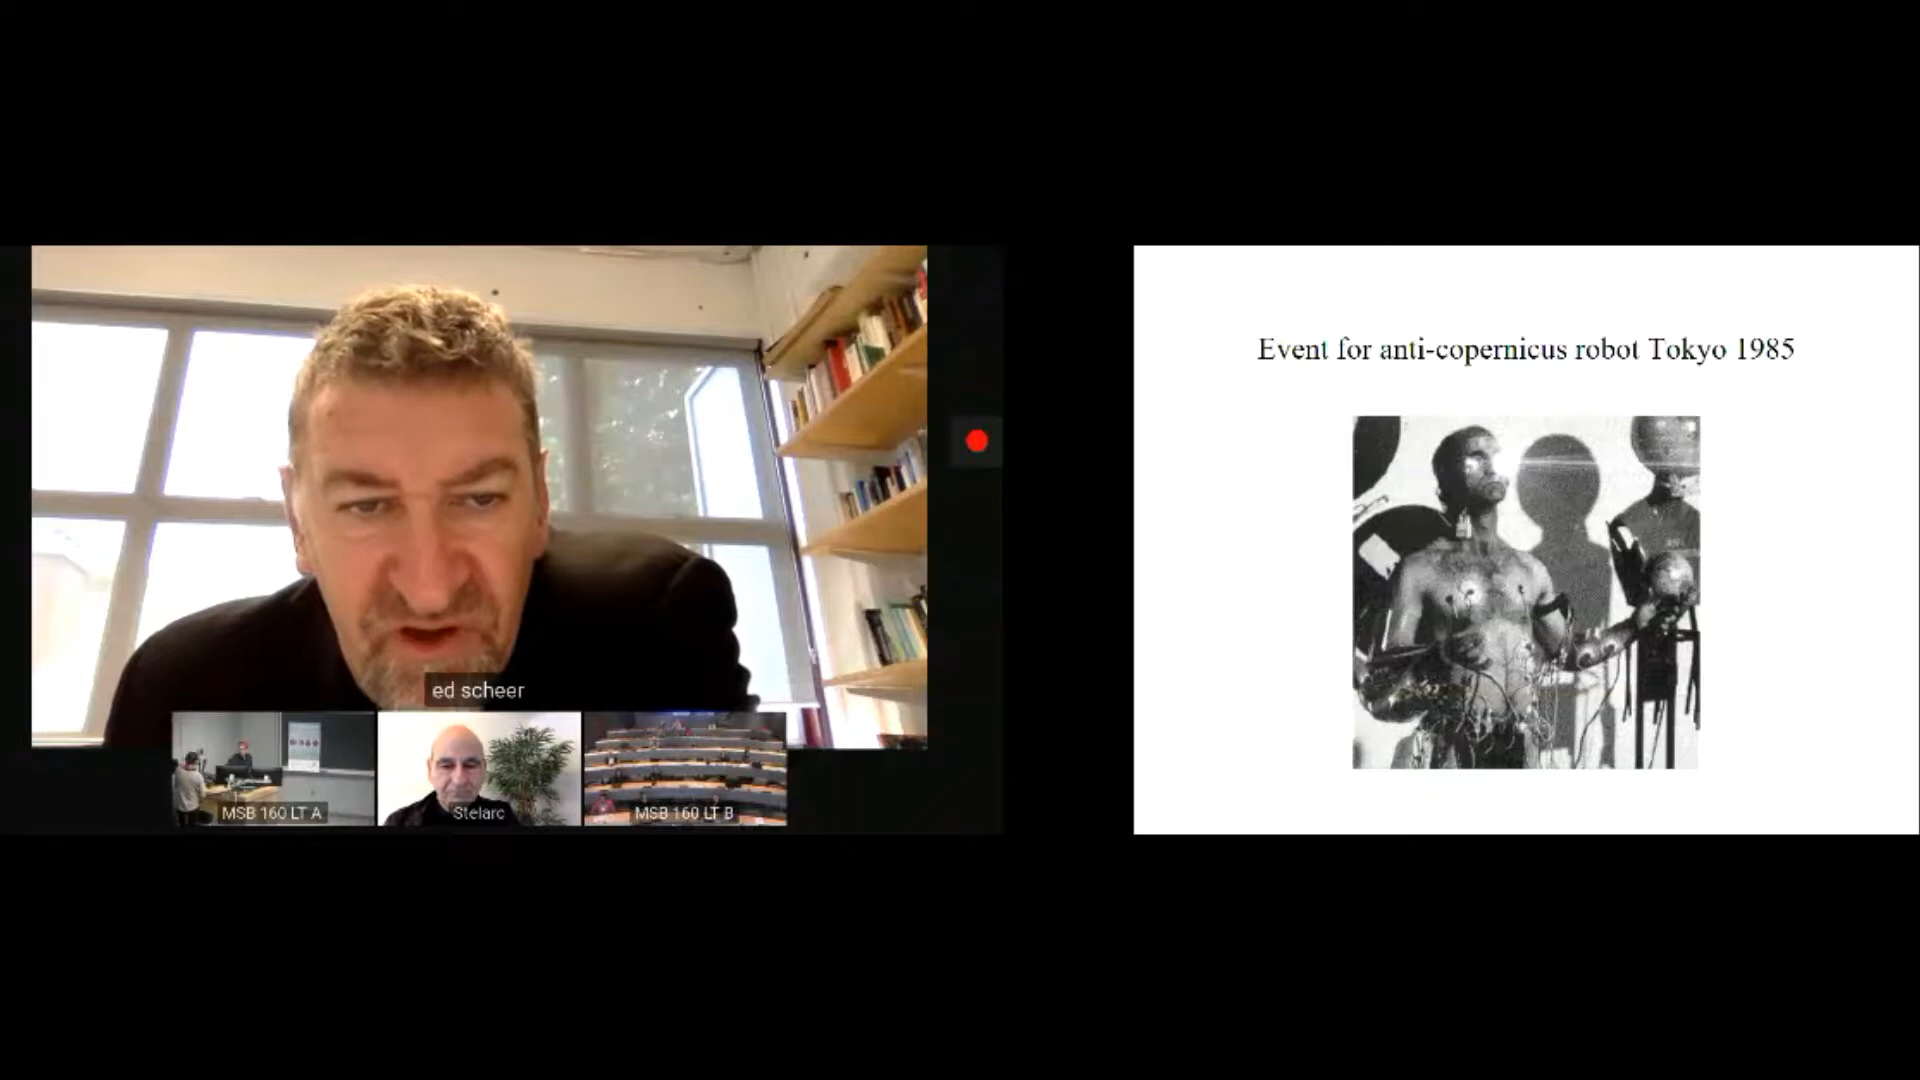 ed scheer
MSB 160 LT A
Stelarc
MSB 160 LT B
Event for anti-copernicus robot Tokyo 1985